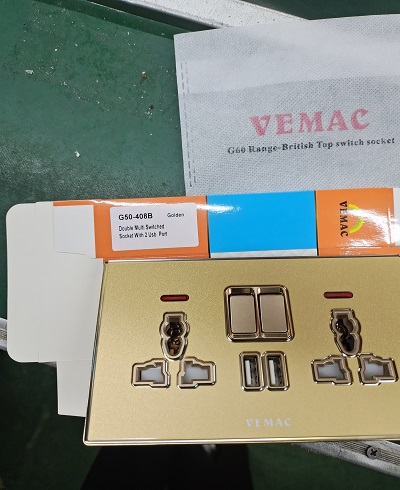 VEMAC
G60 Range-British Top switch socket
G50-408B Golden
Double Multi Switched
Socket With 2 Usb Port
VEMAC
VEMAC